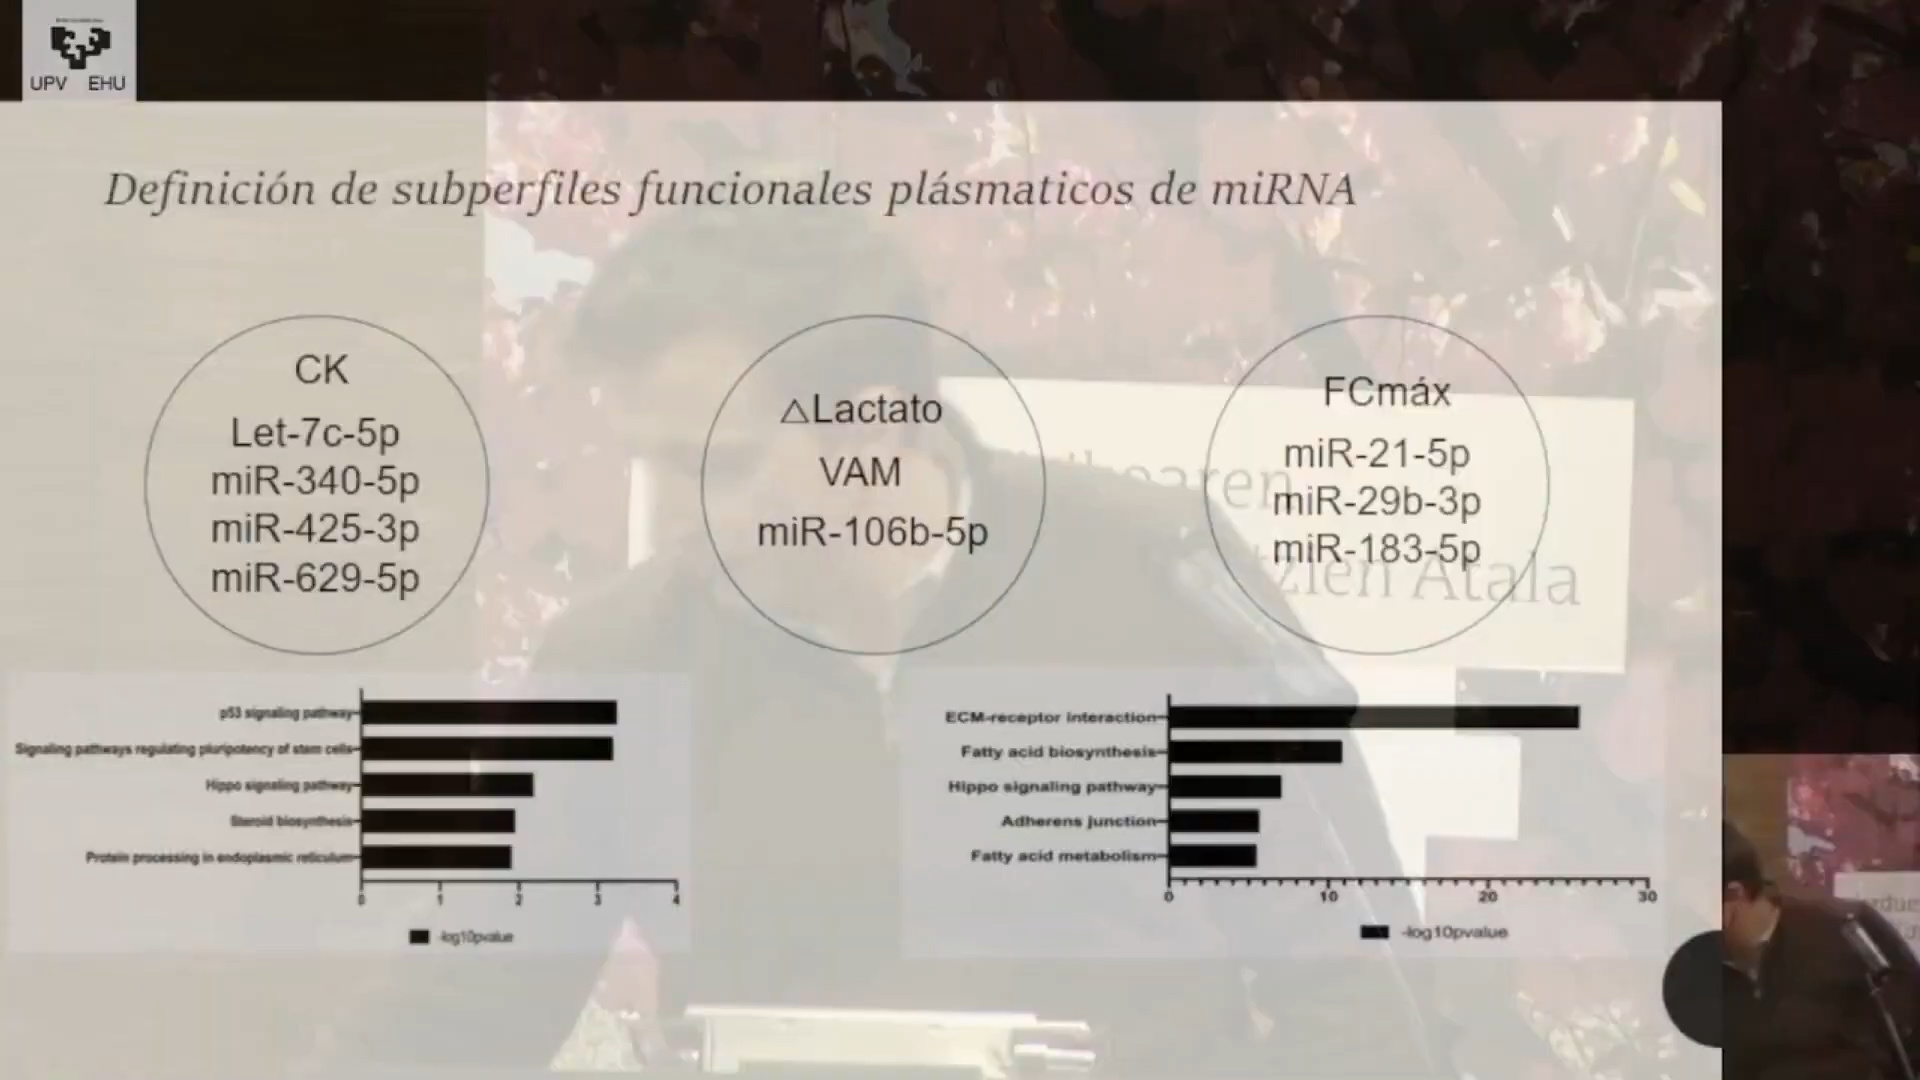 UPV EHU
Definición de subperfiles funcionales plásmaticos de miRNA
CK
Let-7c-5p
miR-340-5p
miR-425-3p
miR-629-5p
△Lactato
VAM
miR-106b-5p
FCmáx
miR-21-5p
miR-29b-3p
miR-183-5p
Atala
p53 signaling pathway
Signaling pathways regulating pluripotency of stem cells
Hippo signaling pathway
Steroid biosynthesis
Protein processing in endoplasmic reticulum
0 1 2 3 4
-log10pvalue
ECM-receptor interaction
Fatty acid biosynthesis
Hippo signaling pathway
Adherens junction
Fatty acid metabolism
0 10 20 30
-log10pvalue